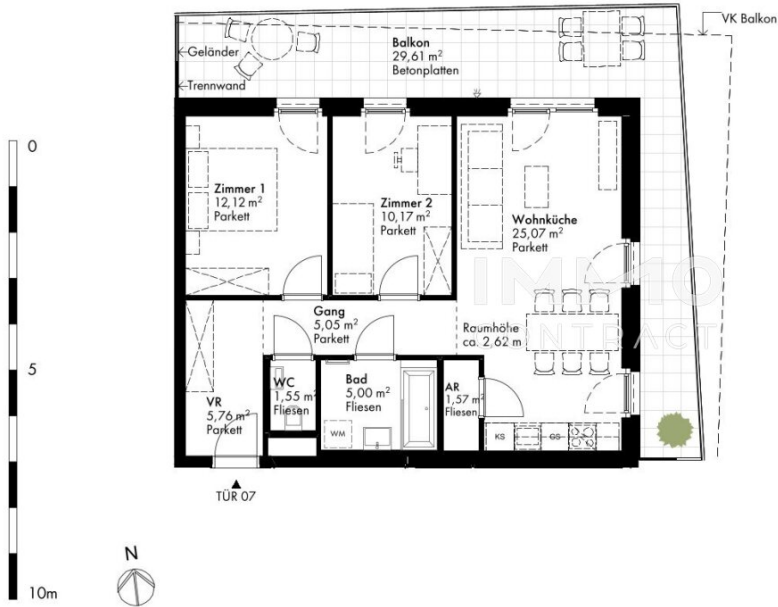 VK Balkon
Geländer
Balkon
29,61 m²
Betonplatten
Trennwand
0
Zimmer 1
12,12 m²
Parkett
Zimmer 2
10,17 m²
Parkett
Wohnküche
25,07 m²
Parkett
IMMO
CONTRACT
Gang
5,05 m²
Parkett
Raumhöhe
ca. 2,62 m
5
VR
5,76 m²
Parkett
WC
1,55 m²
Fliesen
Bad
5,00 m²
Fliesen
WM
AR
1,57 m²
Fliesen
KS
GS
TÜR 07
N
10m